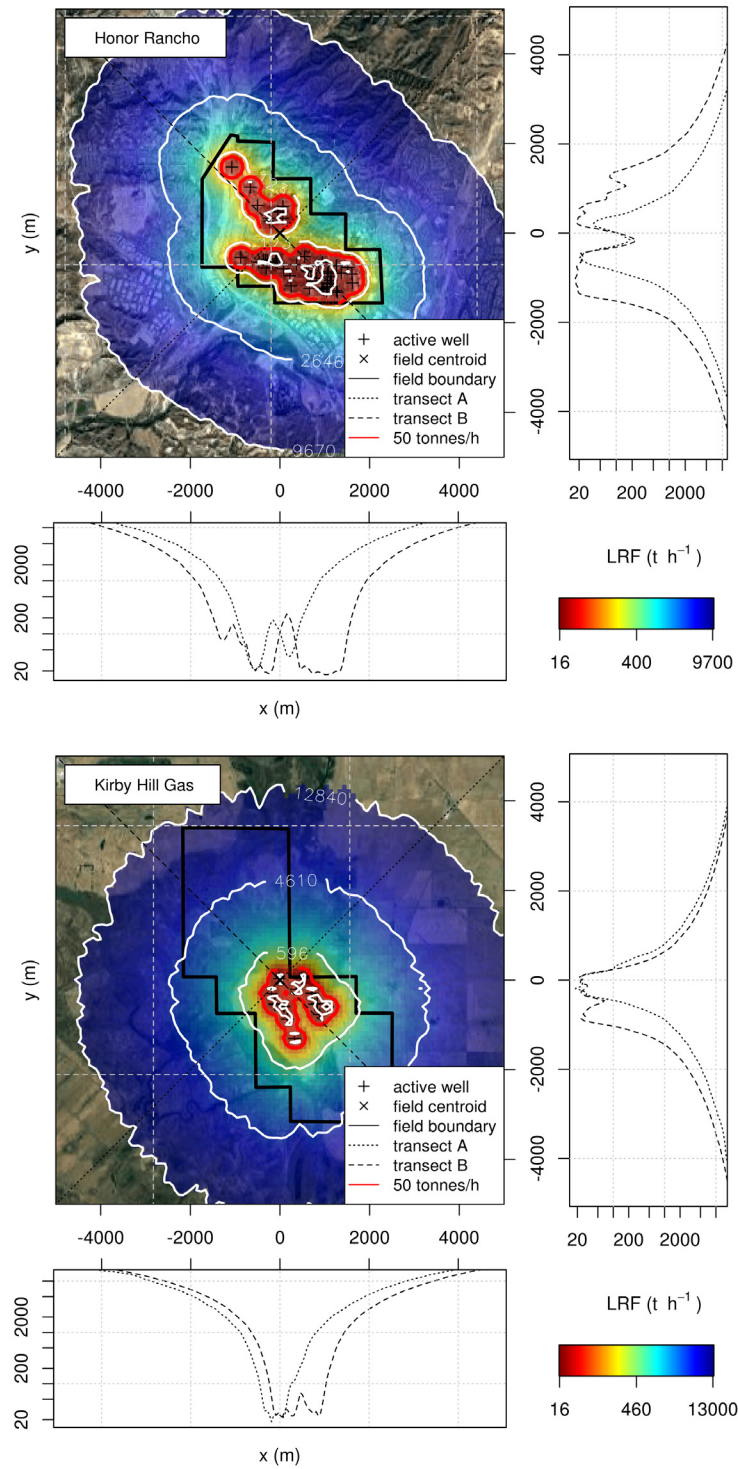 Honor Rancho
y (m)
2646
9670
active well
field centroid
field boundary
transect A
transect B
50 tonnes/h
-4000 -2000 0 2000 4000
4000
2000
0
-2000
-4000
20 200 2000
2000
200
20
x (m)
LRF (t h⁻¹ )
16 400 9700
Kirby Hill Gas
y (m)
12840
4610
596
active well
field centroid
field boundary
transect A
transect B
50 tonnes/h
-4000 -2000 0 2000 4000
4000
2000
0
-2000
-4000
20 200 2000
2000
200
20
x (m)
LRF (t h⁻¹ )
16 460 13000